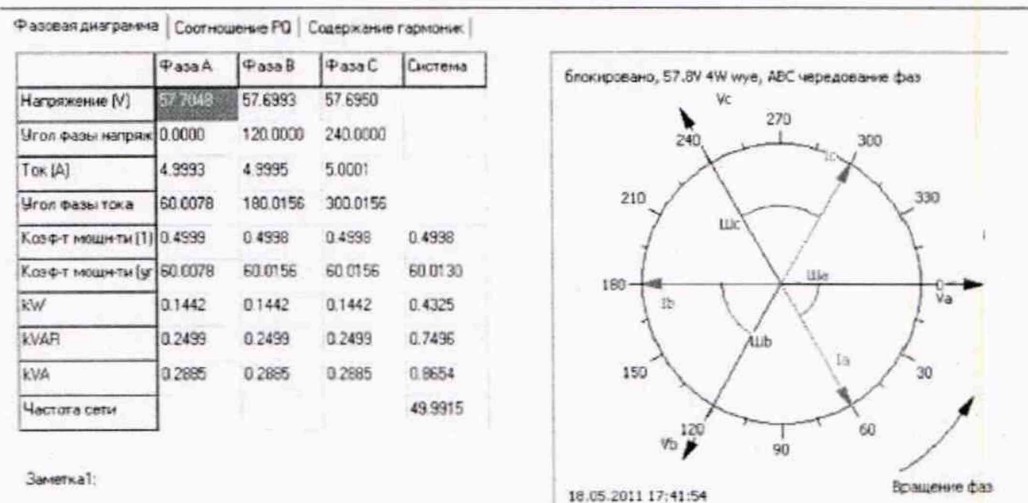 Фазовая диаграмма Соотношение PQ Содержание гармоник
Фаза А Фаза В Фаза С Система
Напряжение (V) 57.7048 57.6993 57.6950
Угол фазы напряж 0.0000 120.0000 240.0000
Ток (А) 4.9993 4.9995 5.0001
Угол фазы тока 60.0078 180.0156 300.0156
Коэф-т мощн-ти (1) 0.4999 0.4998 0.4998 0.4998
Коэф-т мощн-ти (уг 60.0078 60.0156 60.0156 60.0130
kW 0.1442 0.1442 0.1442 0.4325
kVAR 0.2499 0.2499 0.2499 0.7496
kVA 0.2885 0.2885 0.2885 0.8654
Частота сети 49.9915
Заметка1:
блокировано, 57.8V 4W wye, ABC чередование фаз
Vc
270
240 300
Ic
210 330
Шс
Ша
180 0
Ib Va
Шb
Ia
150 30
120 60
Vb 90
Вращение фаз
18.05.2011 17:41:54